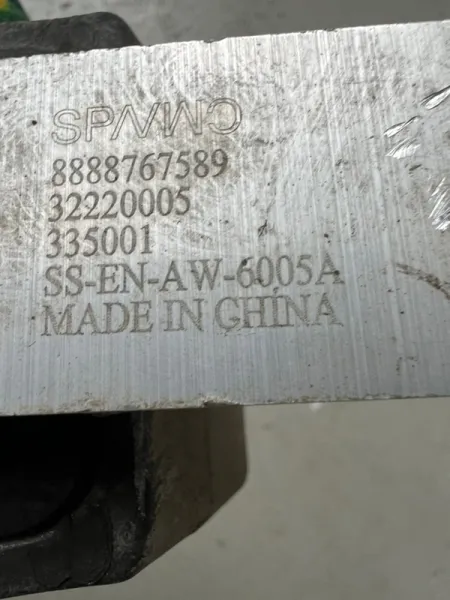 8888767589
32220005
335001
SS-EN-AW-6005A
MADE IN CHINA